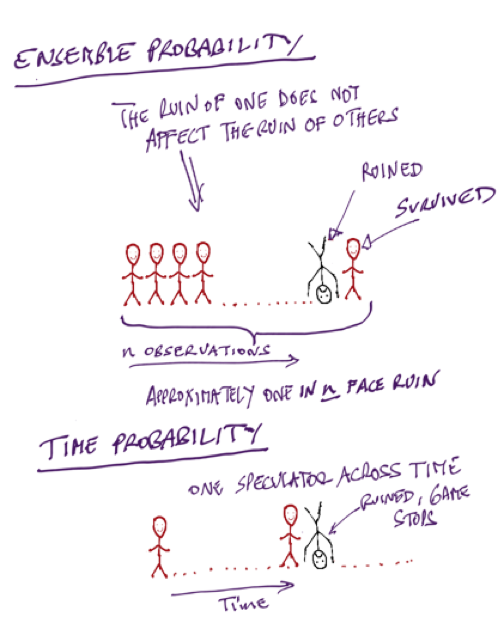 ENSEMBLE PROBABILITY
THE RUIN OF ONE DOES NOT
AFFECT THE RUIN OF OTHERS
RUINED
SURVIVED
n OBSERVATIONS
APPROXIMATELY ONE IN n FACE RUIN
TIME PROBABILITY
ONE SPECULATOR ACROSS TIME
RUINED, GAME
STOPS
TIME